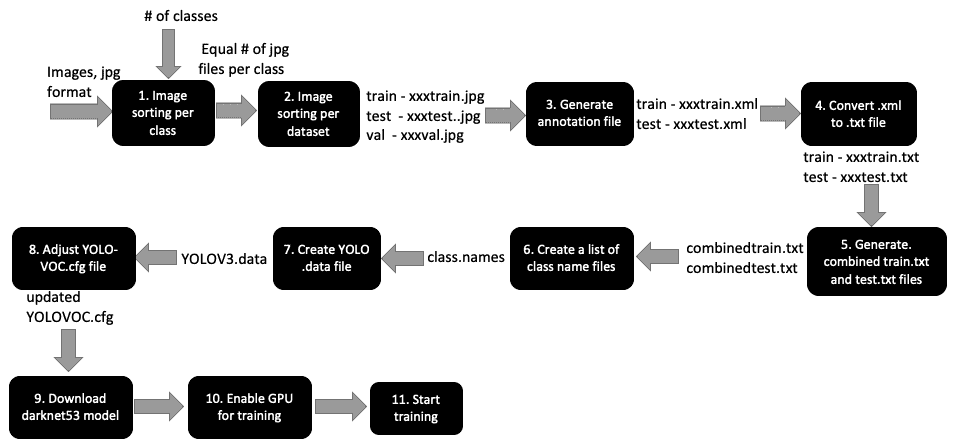 # of classes
Images, jpg
format
1. Image
sorting per
class
Equal # of jpg
files per class
2. Image
sorting per
dataset
train - xxxtrain.jpg
test - xxxtest..jpg
val - xxxval.jpg
3. Generate
annotation file
train - xxxtrain.xml
test - xxxtest.xml
4. Convert .xml
to .txt file
train - xxxtrain.txt
test - xxxtest.txt
5. Generate.
combined train.txt
and test.txt files
combinedtrain.txt
combinedtest.txt
6. Create a list of
class name files
class.names
7. Create YOLO
.data file
YOLOV3.data
8. Adjust YOLO-
VOC.cfg file
updated
YOLOVOC.cfg
9. Download
darknet53 model
10. Enable GPU
for training
11. Start
training